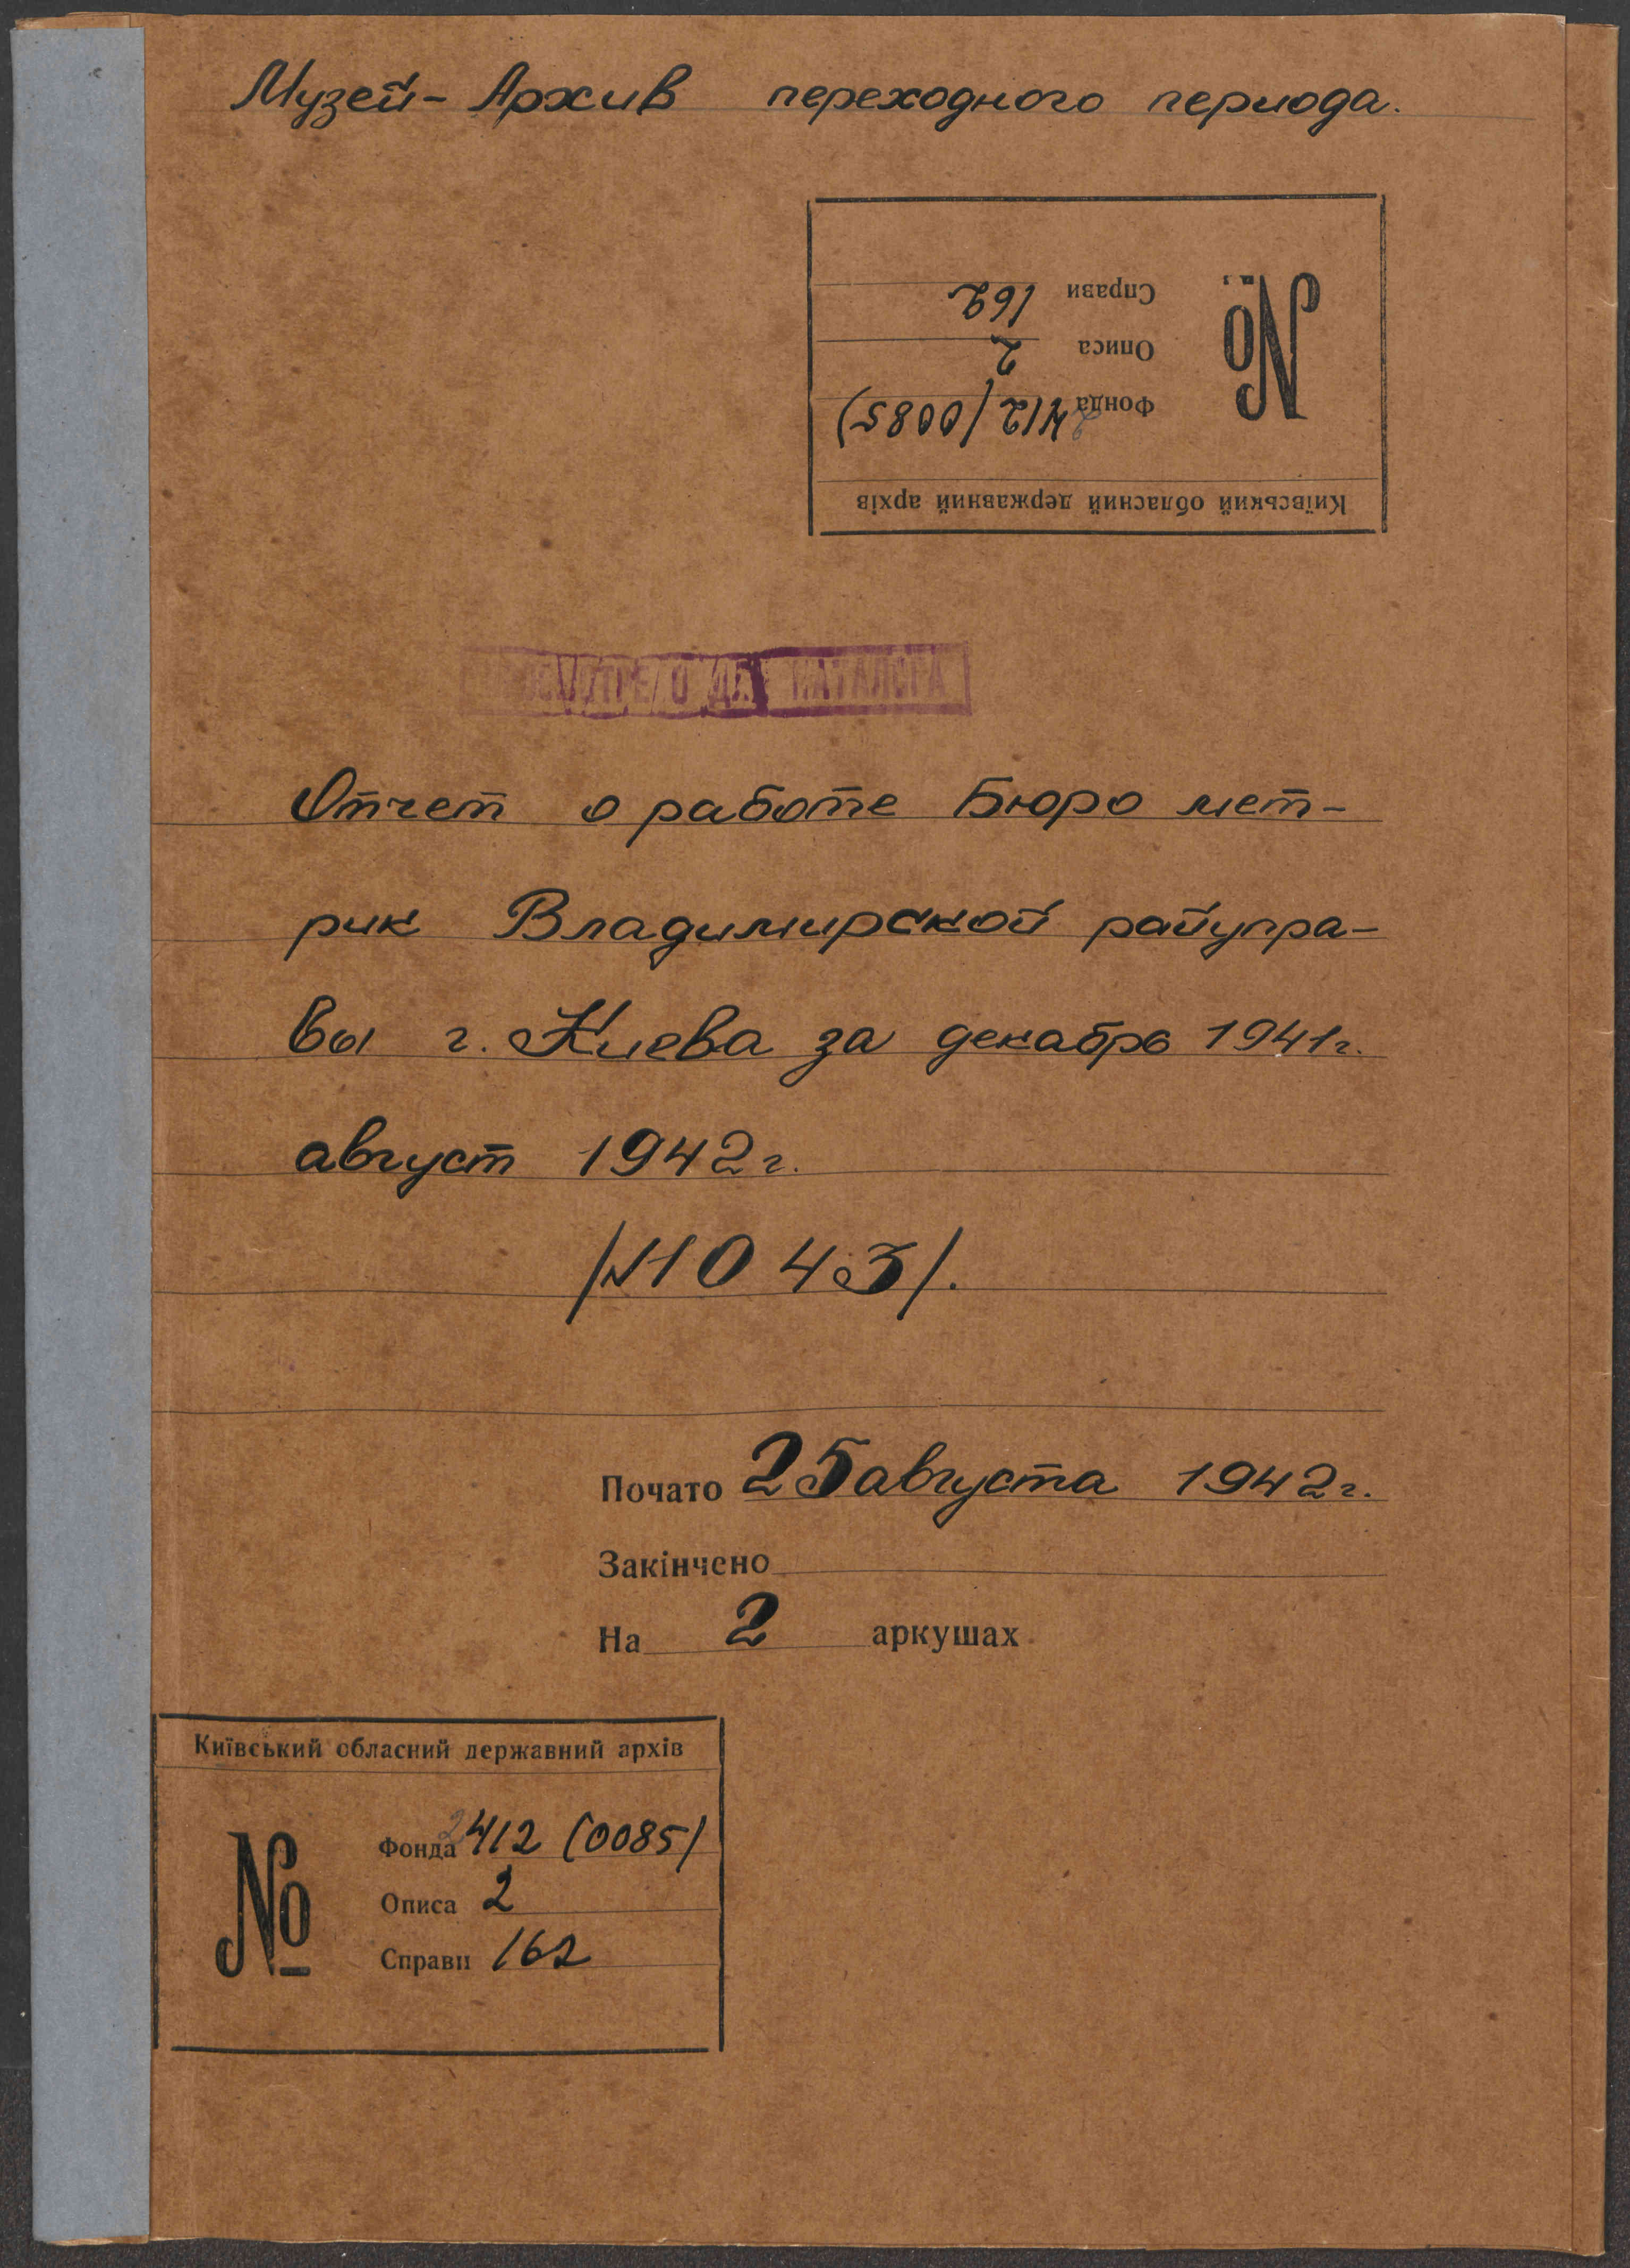 Музей-Архив переходного периода.
Київський обласний державний архів
№
Фонда 2412 (0085)
Описа 2
Справи 162
Отчет о работе Бюро мет-
рик Владимирской райупра-
вы г. Киева за декабрь 1941г.
август 1942г.
/№1043/.
Почато 25 августа 1942г.
Закінчено
На 2 аркушах
Київський обласний державний архів
№
Фонда 2412 (0085)
Описа 2
Справи 162